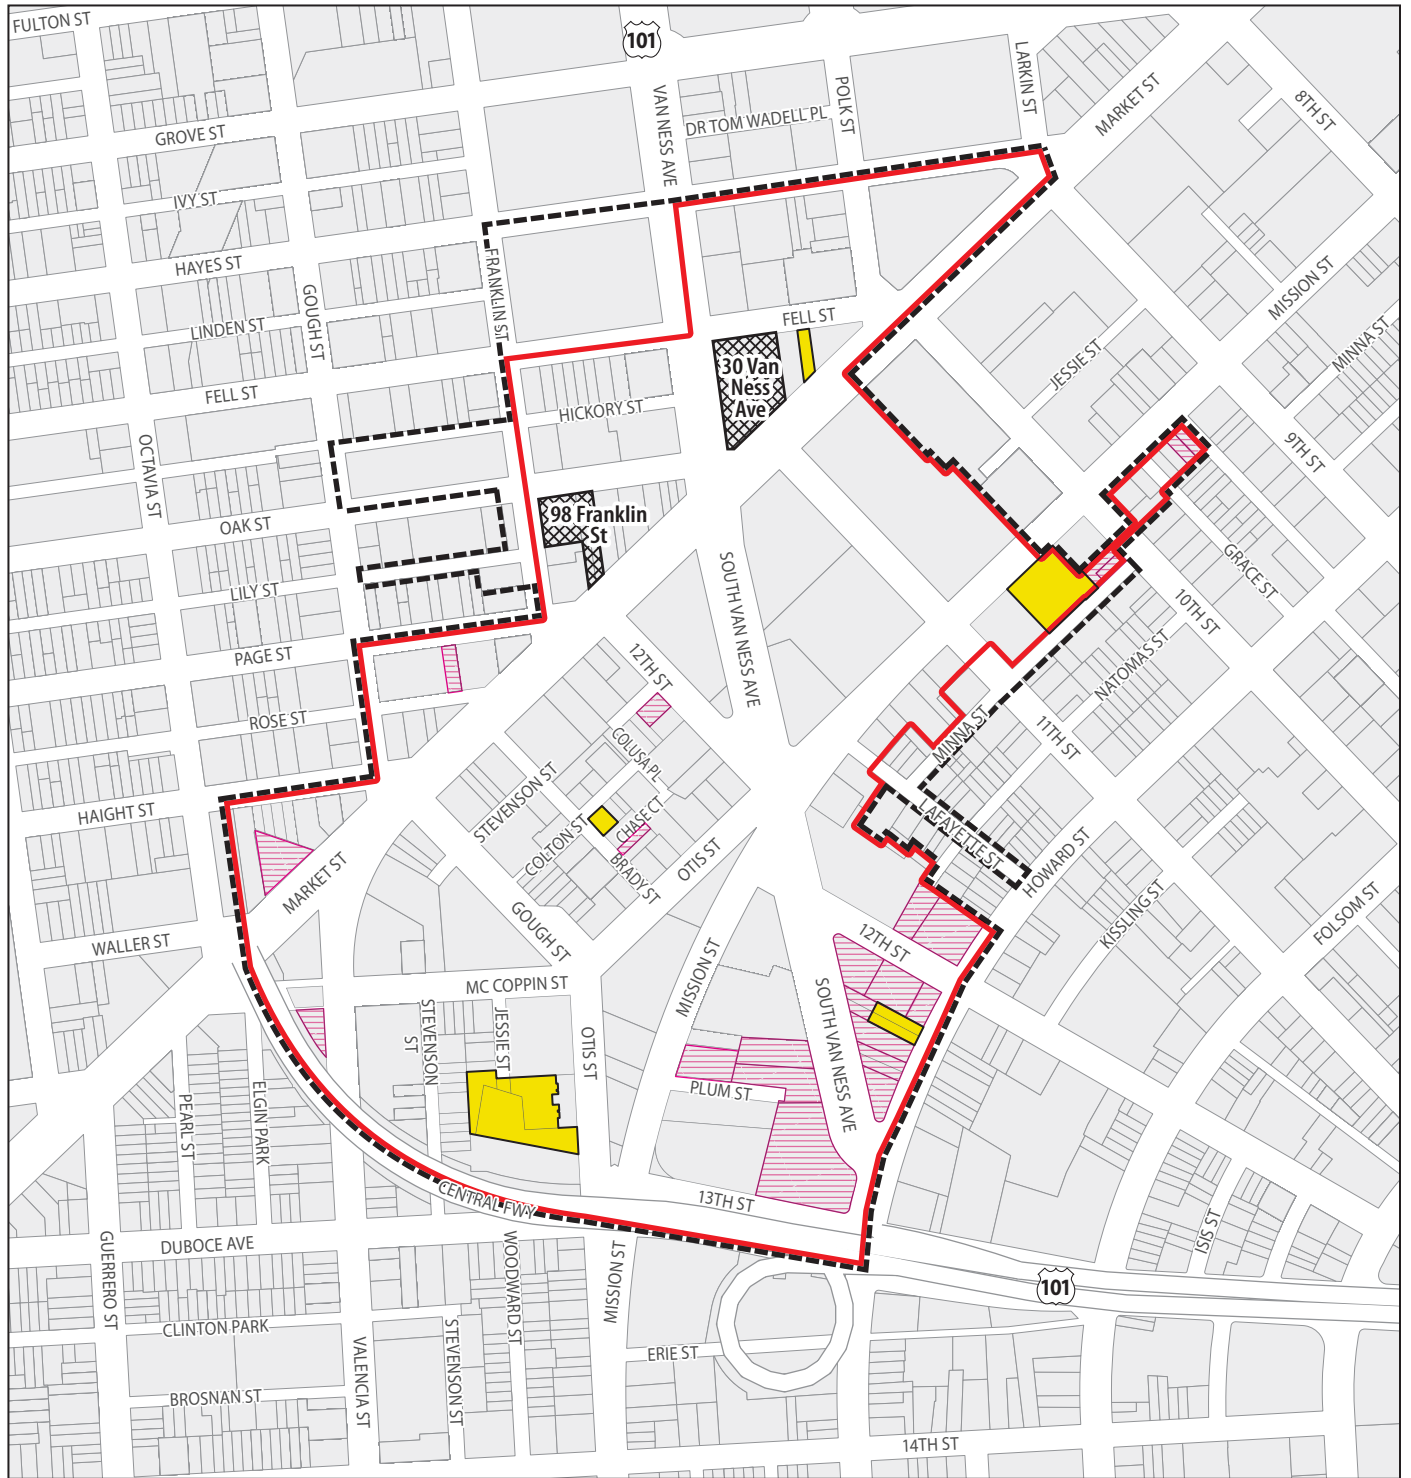 FULTON ST
101
GROVE ST
DR TOM WADELL PL
VAN NESS AVE
POLK ST
LARKIN ST
MARKET ST
8TH ST
IVY ST
HAYES ST
LINDEN ST
GOUGH ST
FRANKLIN ST
FELL ST
MISSION ST
MINNA ST
JESSIE ST
30 Van
Ness
Ave
FELL ST
HICKORY ST
OCTAVIA ST
OAK ST
98 Franklin
St
9TH ST
GRACE ST
10TH ST
LILY ST
PAGE ST
SOUTH VAN NESS AVE
12TH ST
NATOMAS ST
11TH ST
MINNA ST
ROSE ST
HAIGHT ST
COLUSA PL
STEVENSON ST
COLTON ST
CHASE CT
BRADY ST
OTIS ST
LAFAYETTE ST
HOWARD ST
KISSLING ST
FOLSOM ST
MARKET ST
WALLER ST
GOUGH ST
12TH ST
MISSION ST
SOUTH VAN NESS AVE
MC COPPIN ST
STEVENSON
ST
JESSIE ST
OTIS ST
PLUM ST
PEARL ST
ELGIN PARK
CENTRAL FWY
13TH ST
ISIS ST
DUBOCE AVE
GUERRERO ST
WOODWARD ST
MISSION ST
101
CLINTON PARK
VALENCIA ST
STEVENSON ST
ERIE ST
BROSNAN ST
14TH ST